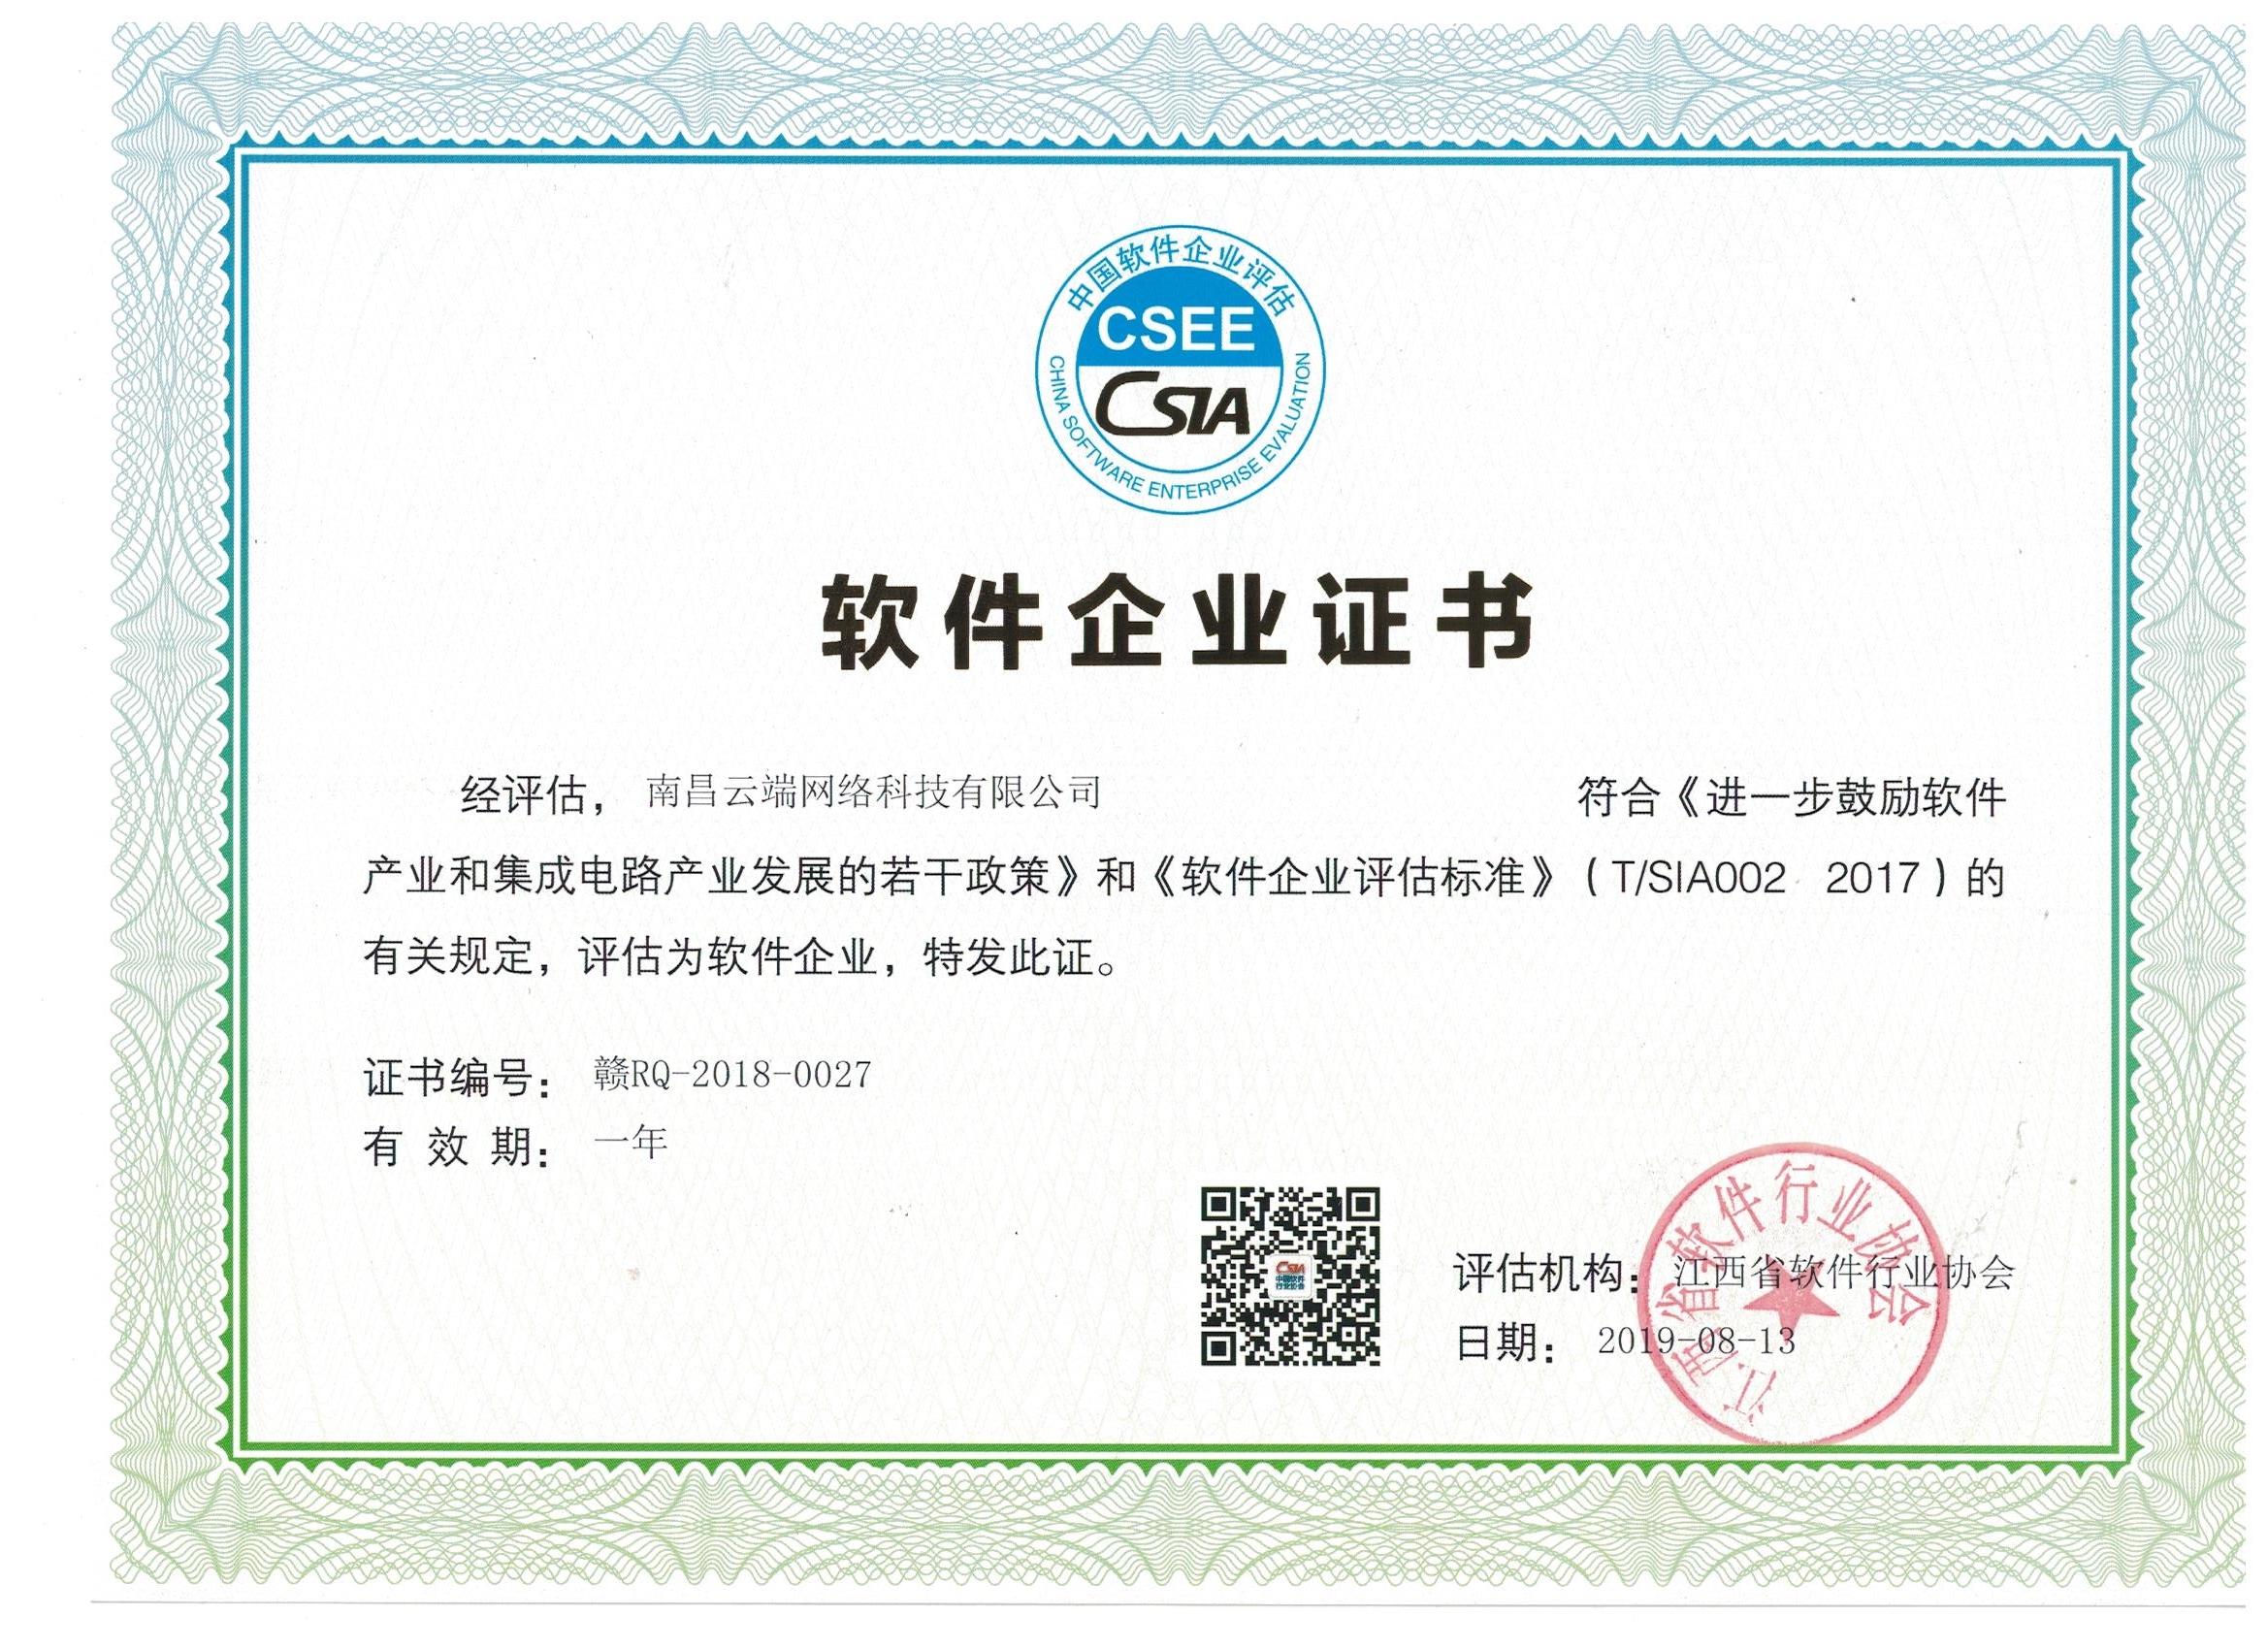 中国软件企业评估
CSEE
CSIA
CHINA SOFTWARE ENTERPRISE EVALUATION
软件企业证书
经评估， 南昌云端网络科技有限公司 符合《进一步鼓励软件
产业和集成电路产业发展的若干政策》和《软件企业评估标准》（T/SIA002 2017）的
有关规定，评估为软件企业，特发此证。
证书编号： 赣RQ-2018-0027
有 效 期： 一年
CSIA
中国软件
行业协会
评估机构： 江西省软件行业协会
日期： 2019-08-13
江西省软件行业协会